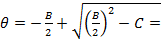 θ = −B/2 + √((B/2)² − C) =